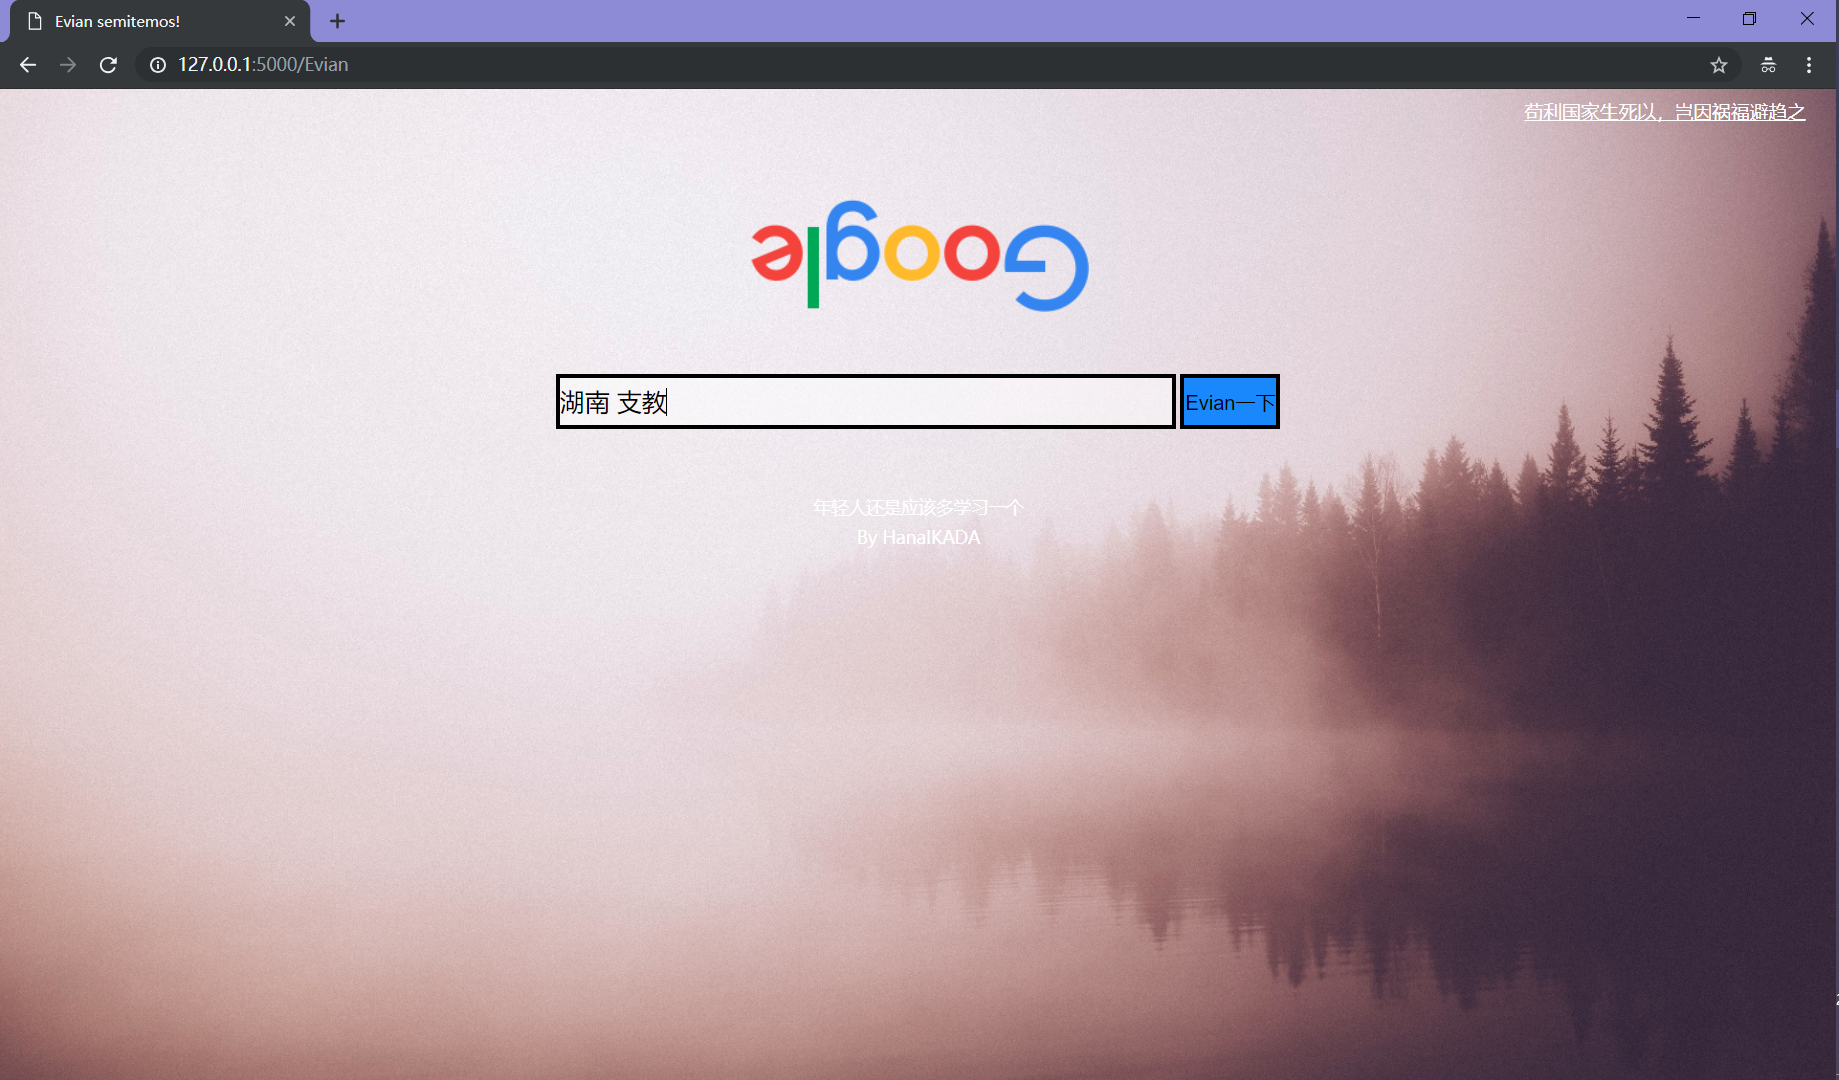 Evian semitemos!
127.0.0.1:5000/Evian
苟利国家生死以，岂因祸福避趋之
Google
湖南 支教
Evian一下
年轻人还是应该多学习一个
By HanaIKADA